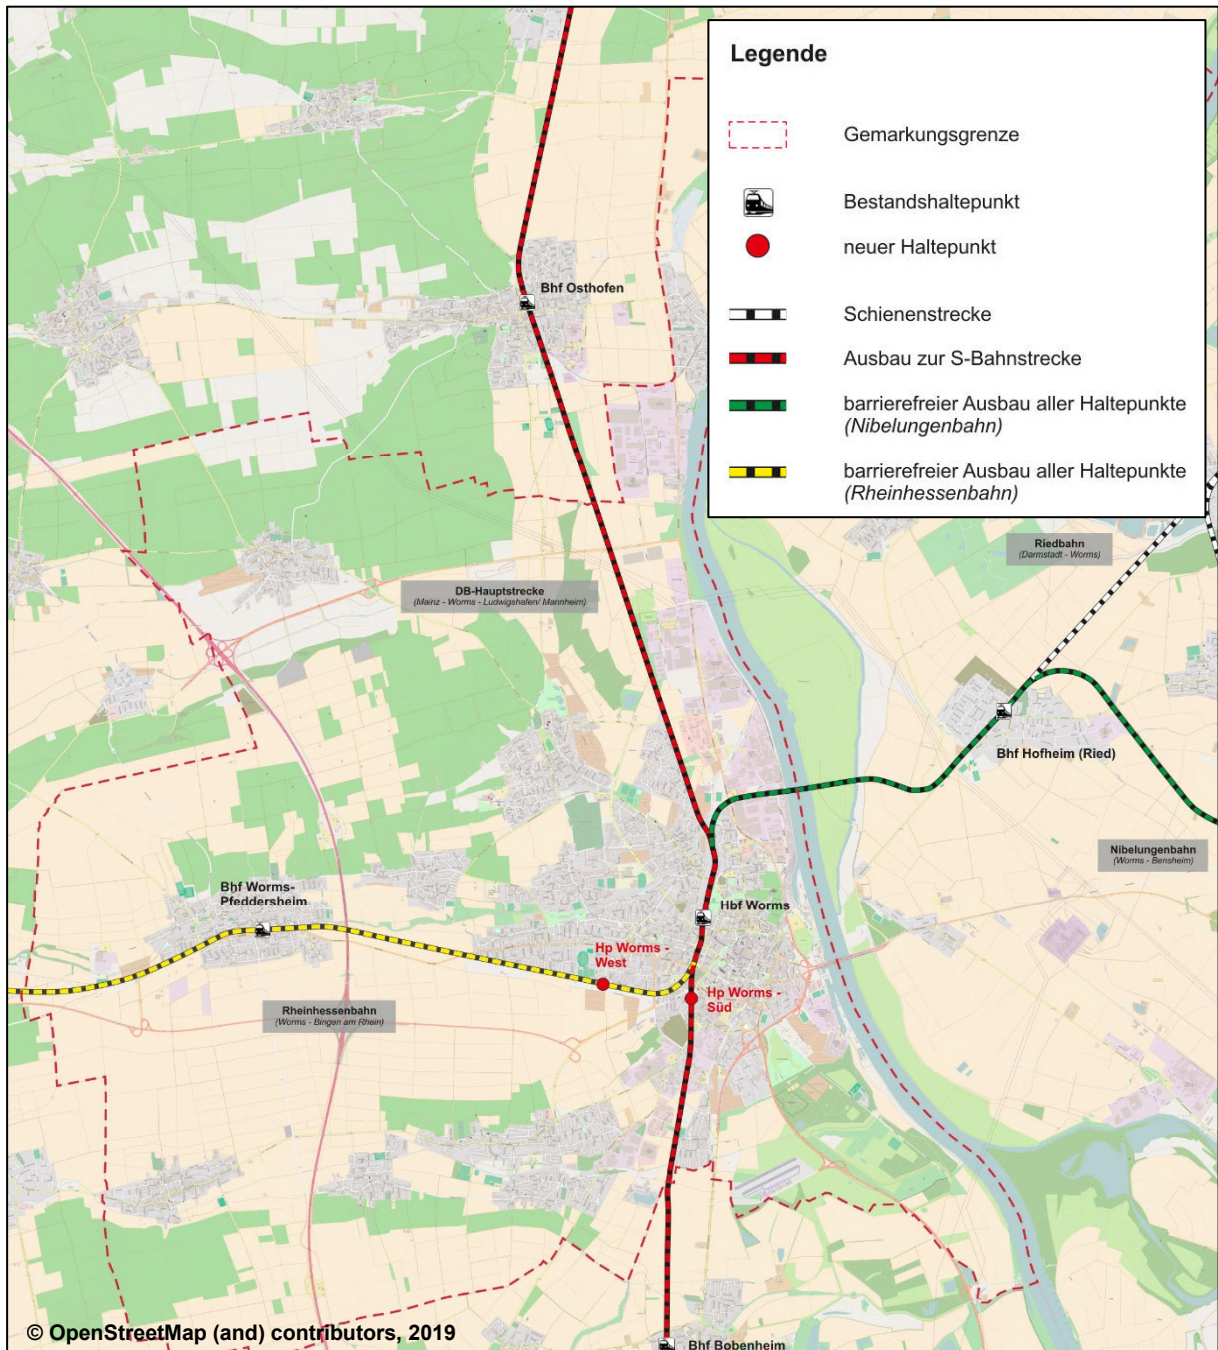 Legende
Gemarkungsgrenze
Bestandshaltepunkt
neuer Haltepunkt
Schienenstrecke
Ausbau zur S-Bahnstrecke
barrierefreier Ausbau aller Haltepunkte
(Nibelungenbahn)
barrierefreier Ausbau aller Haltepunkte
(Rheinhessenbahn)
Bhf Osthofen
Riedbahn
(Darmstadt - Worms)
DB-Hauptstrecke
(Mainz - Worms - Ludwigshafen/ Mannheim)
Bhf Hofheim (Ried)
Nibelungenbahn
(Worms - Bensheim)
Bhf Worms-
Pfeddersheim
Hbf Worms
Hp Worms -
West
Hp Worms -
Süd
Rheinhessenbahn
(Worms - Bingen am Rhein)
Bhf Bobenheim
© OpenStreetMap (and) contributors, 2019